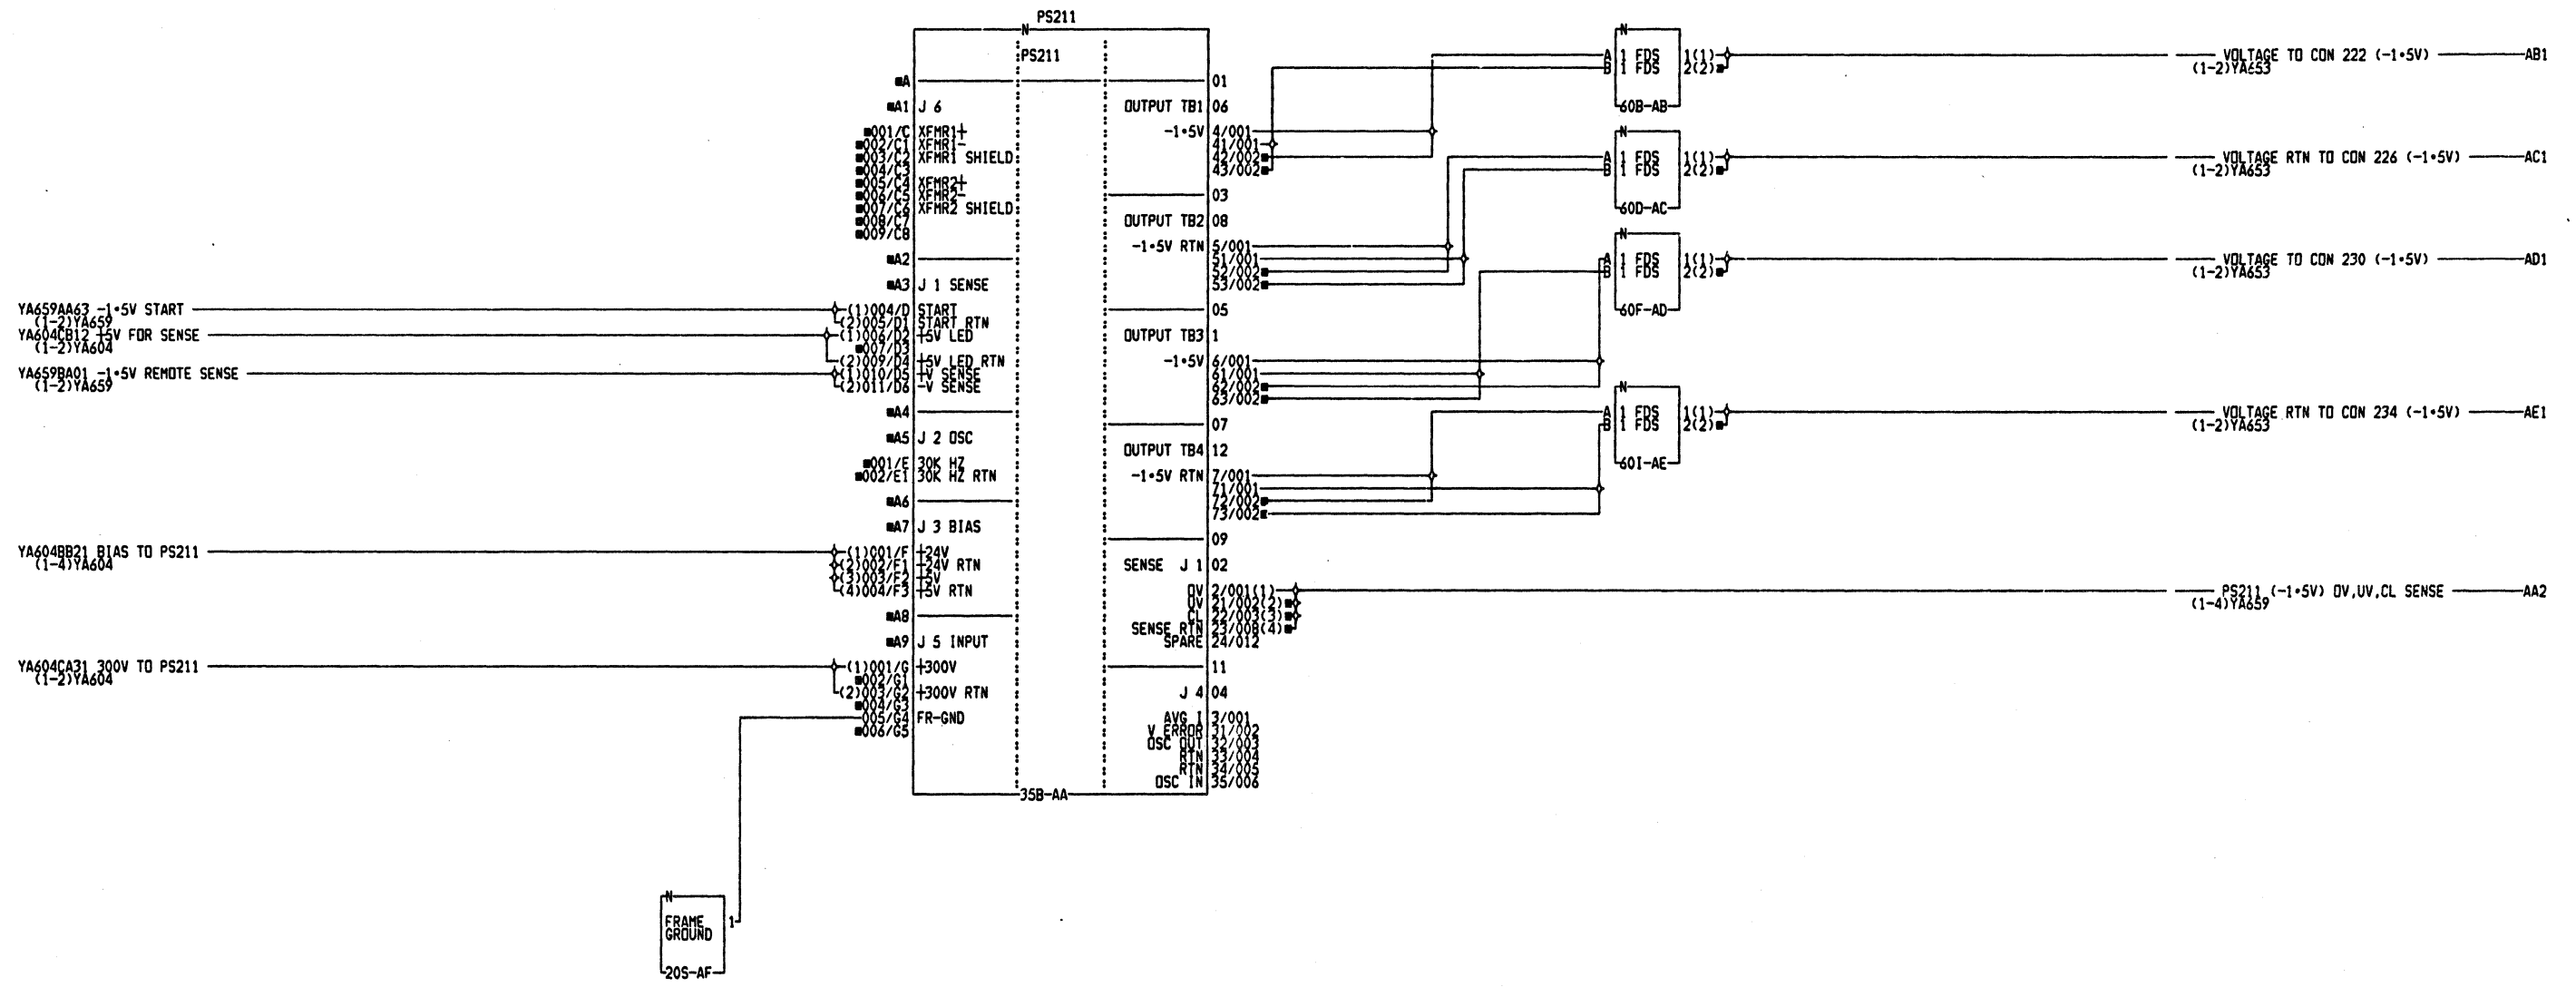 PS211
N
PS211
■A
■A1 J 6
■001/C XFMR1+
■002/C1 XFMR1-
■003/C2 XFMR1 SHIELD
■004/C3
■005/C4 XFMR2+
■006/C5 XFMR2-
■007/C6 XFMR2 SHIELD
■008/C7
■009/C8
■A2
■A3 J 1 SENSE
YA659AA63 -1•5V START
(1-2)YA659
(1)004/D START
(2)005/D1 START RTN
YA604CB12 +5V FOR SENSE
(1-2)YA604
(1)006/D2 +5V LED
■007/D3
(2)009/D4 +5V LED RTN
YA659BA01 -1•5V REMOTE SENSE
(1-2)YA659
(1)010/D5 +V SENSE
(2)011/D6 -V SENSE
■A4
■A5 J 2 OSC
■001/E 30K HZ
■002/E1 30K HZ RTN
■A6
■A7 J 3 BIAS
YA604BB21 BIAS TO PS211
(1-4)YA604
(1)001/F +24V
(2)002/F1 +24V RTN
(3)003/F2 +5V
(4)004/F3 +5V RTN
■A8
■A9 J 5 INPUT
YA604CA31 300V TO PS211
(1-2)YA604
(1)001/G +300V
■002/G1
(2)003/G2 +300V RTN
■004/G3
005/G4 FR-GND
■006/G5
35B-AA
01
OUTPUT TB1 06
-1•5V 4/001
41/001
42/002■
43/002■
03
OUTPUT TB2 08
-1•5V RTN 5/001
51/001
52/002■
53/002■
05
OUTPUT TB3 1
-1•5V 6/001
61/001
62/002■
63/002■
07
OUTPUT TB4 12
-1•5V RTN 7/001
71/001
72/002■
73/002■
09
SENSE J 1 02
OV 2/001(1)
UV 21/002(2)■
CL 22/003(3)■
SENSE RTN 23/008(4)■
SPARE 24/012
11
J 4 04
AVG I 3/001
V ERROR 31/002
OSC OUT 32/003
RTN 33/004
RTN 34/005
OSC IN 35/006
N
A 1 FDS 1(1)
B 1 FDS 2(2)■
60B-AB
VOLTAGE TO CON 222 (-1•5V) AB1
(1-2)YA653
N
A 1 FDS 1(1)
B 1 FDS 2(2)■
60D-AC
VOLTAGE RTN TO CON 226 (-1•5V) AC1
(1-2)YA653
N
A 1 FDS 1(1)
B 1 FDS 2(2)■
60F-AD
VOLTAGE TO CON 230 (-1•5V) AD1
(1-2)YA653
N
A 1 FDS 1(1)
B 1 FDS 2(2)■
60I-AE
VOLTAGE RTN TO CON 234 (-1•5V) AE1
(1-2)YA653
PS211 (-1•5V) OV,UV,CL SENSE AA2
(1-4)YA659
N
FRAME 1
GROUND
20S-AF